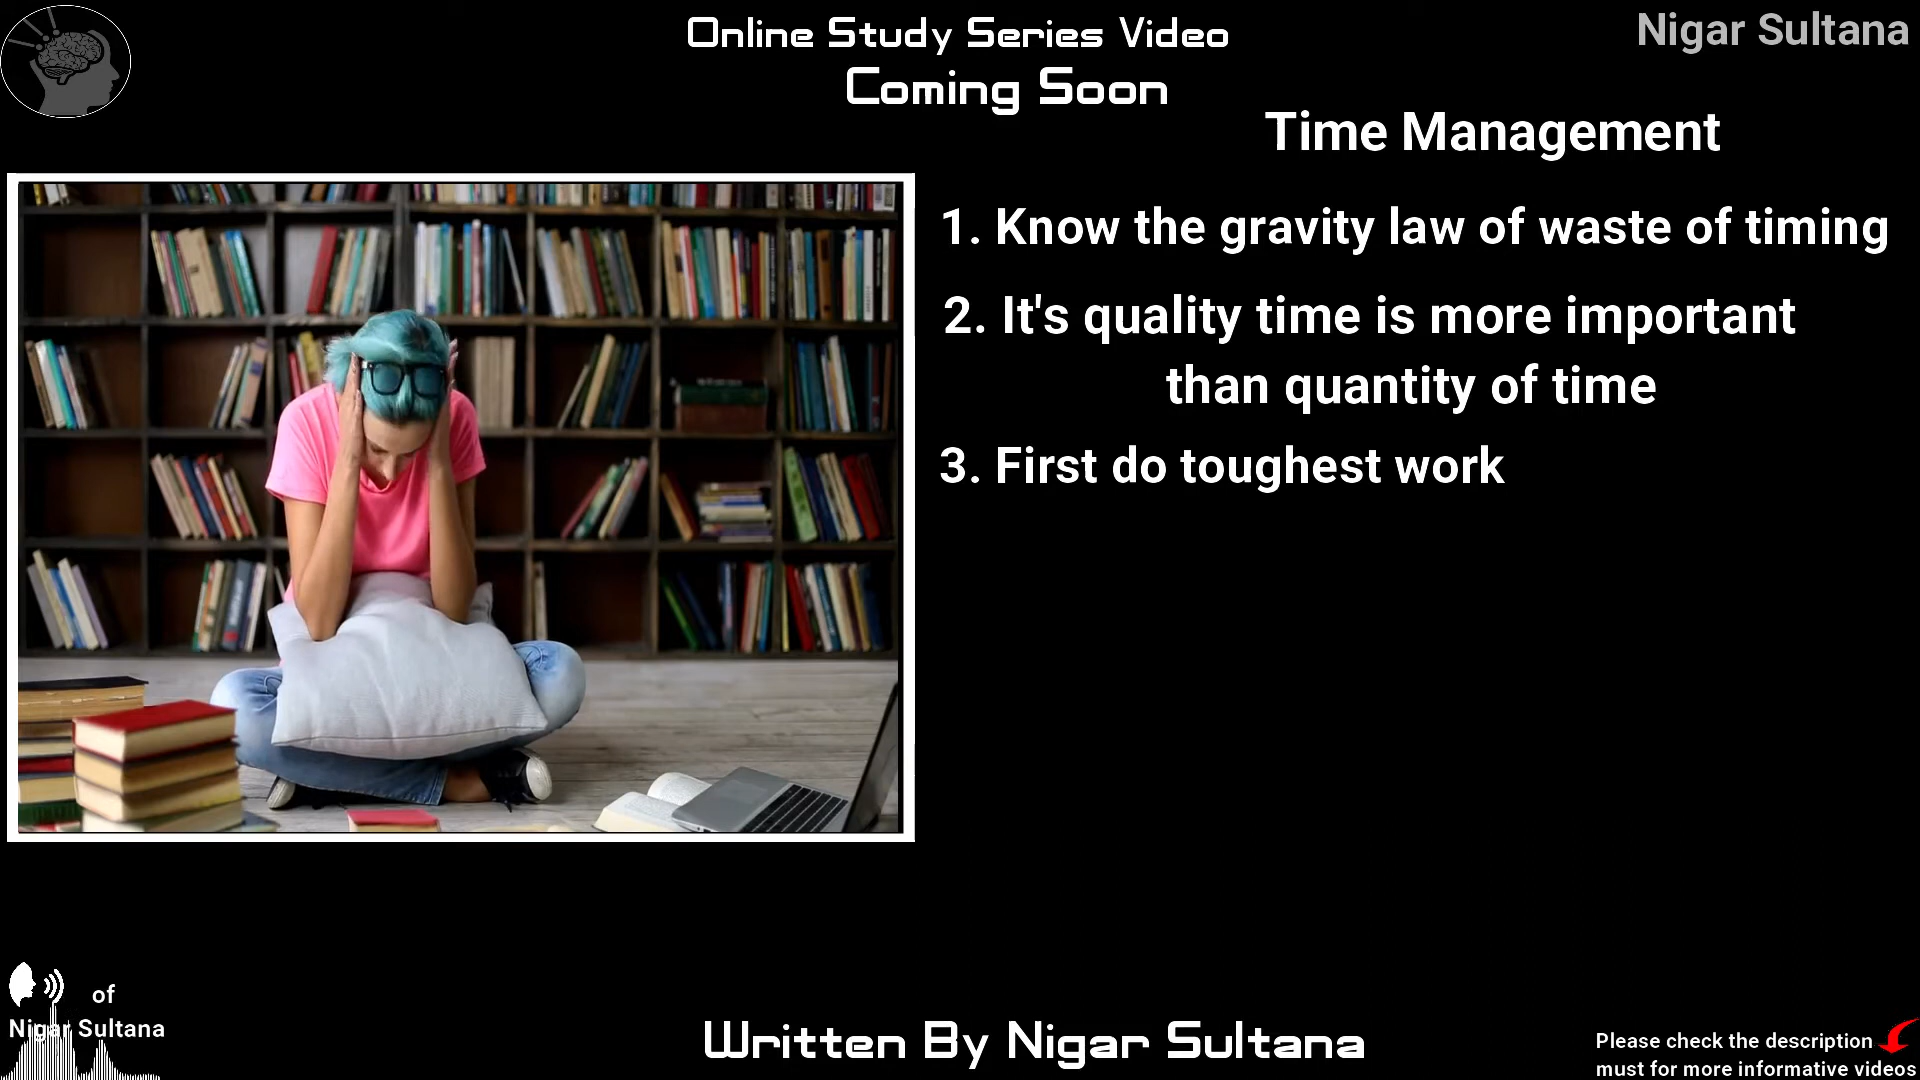 Online Study Series Video
Nigar Sultana
Coming Soon
Time Management
1. Know the gravity law of waste of timing
2. It's quality time is more important
than quantity of time
3. First do toughest work
of
Nigar Sultana
Written By Nigar Sultana
Please check the description
must for more informative videos